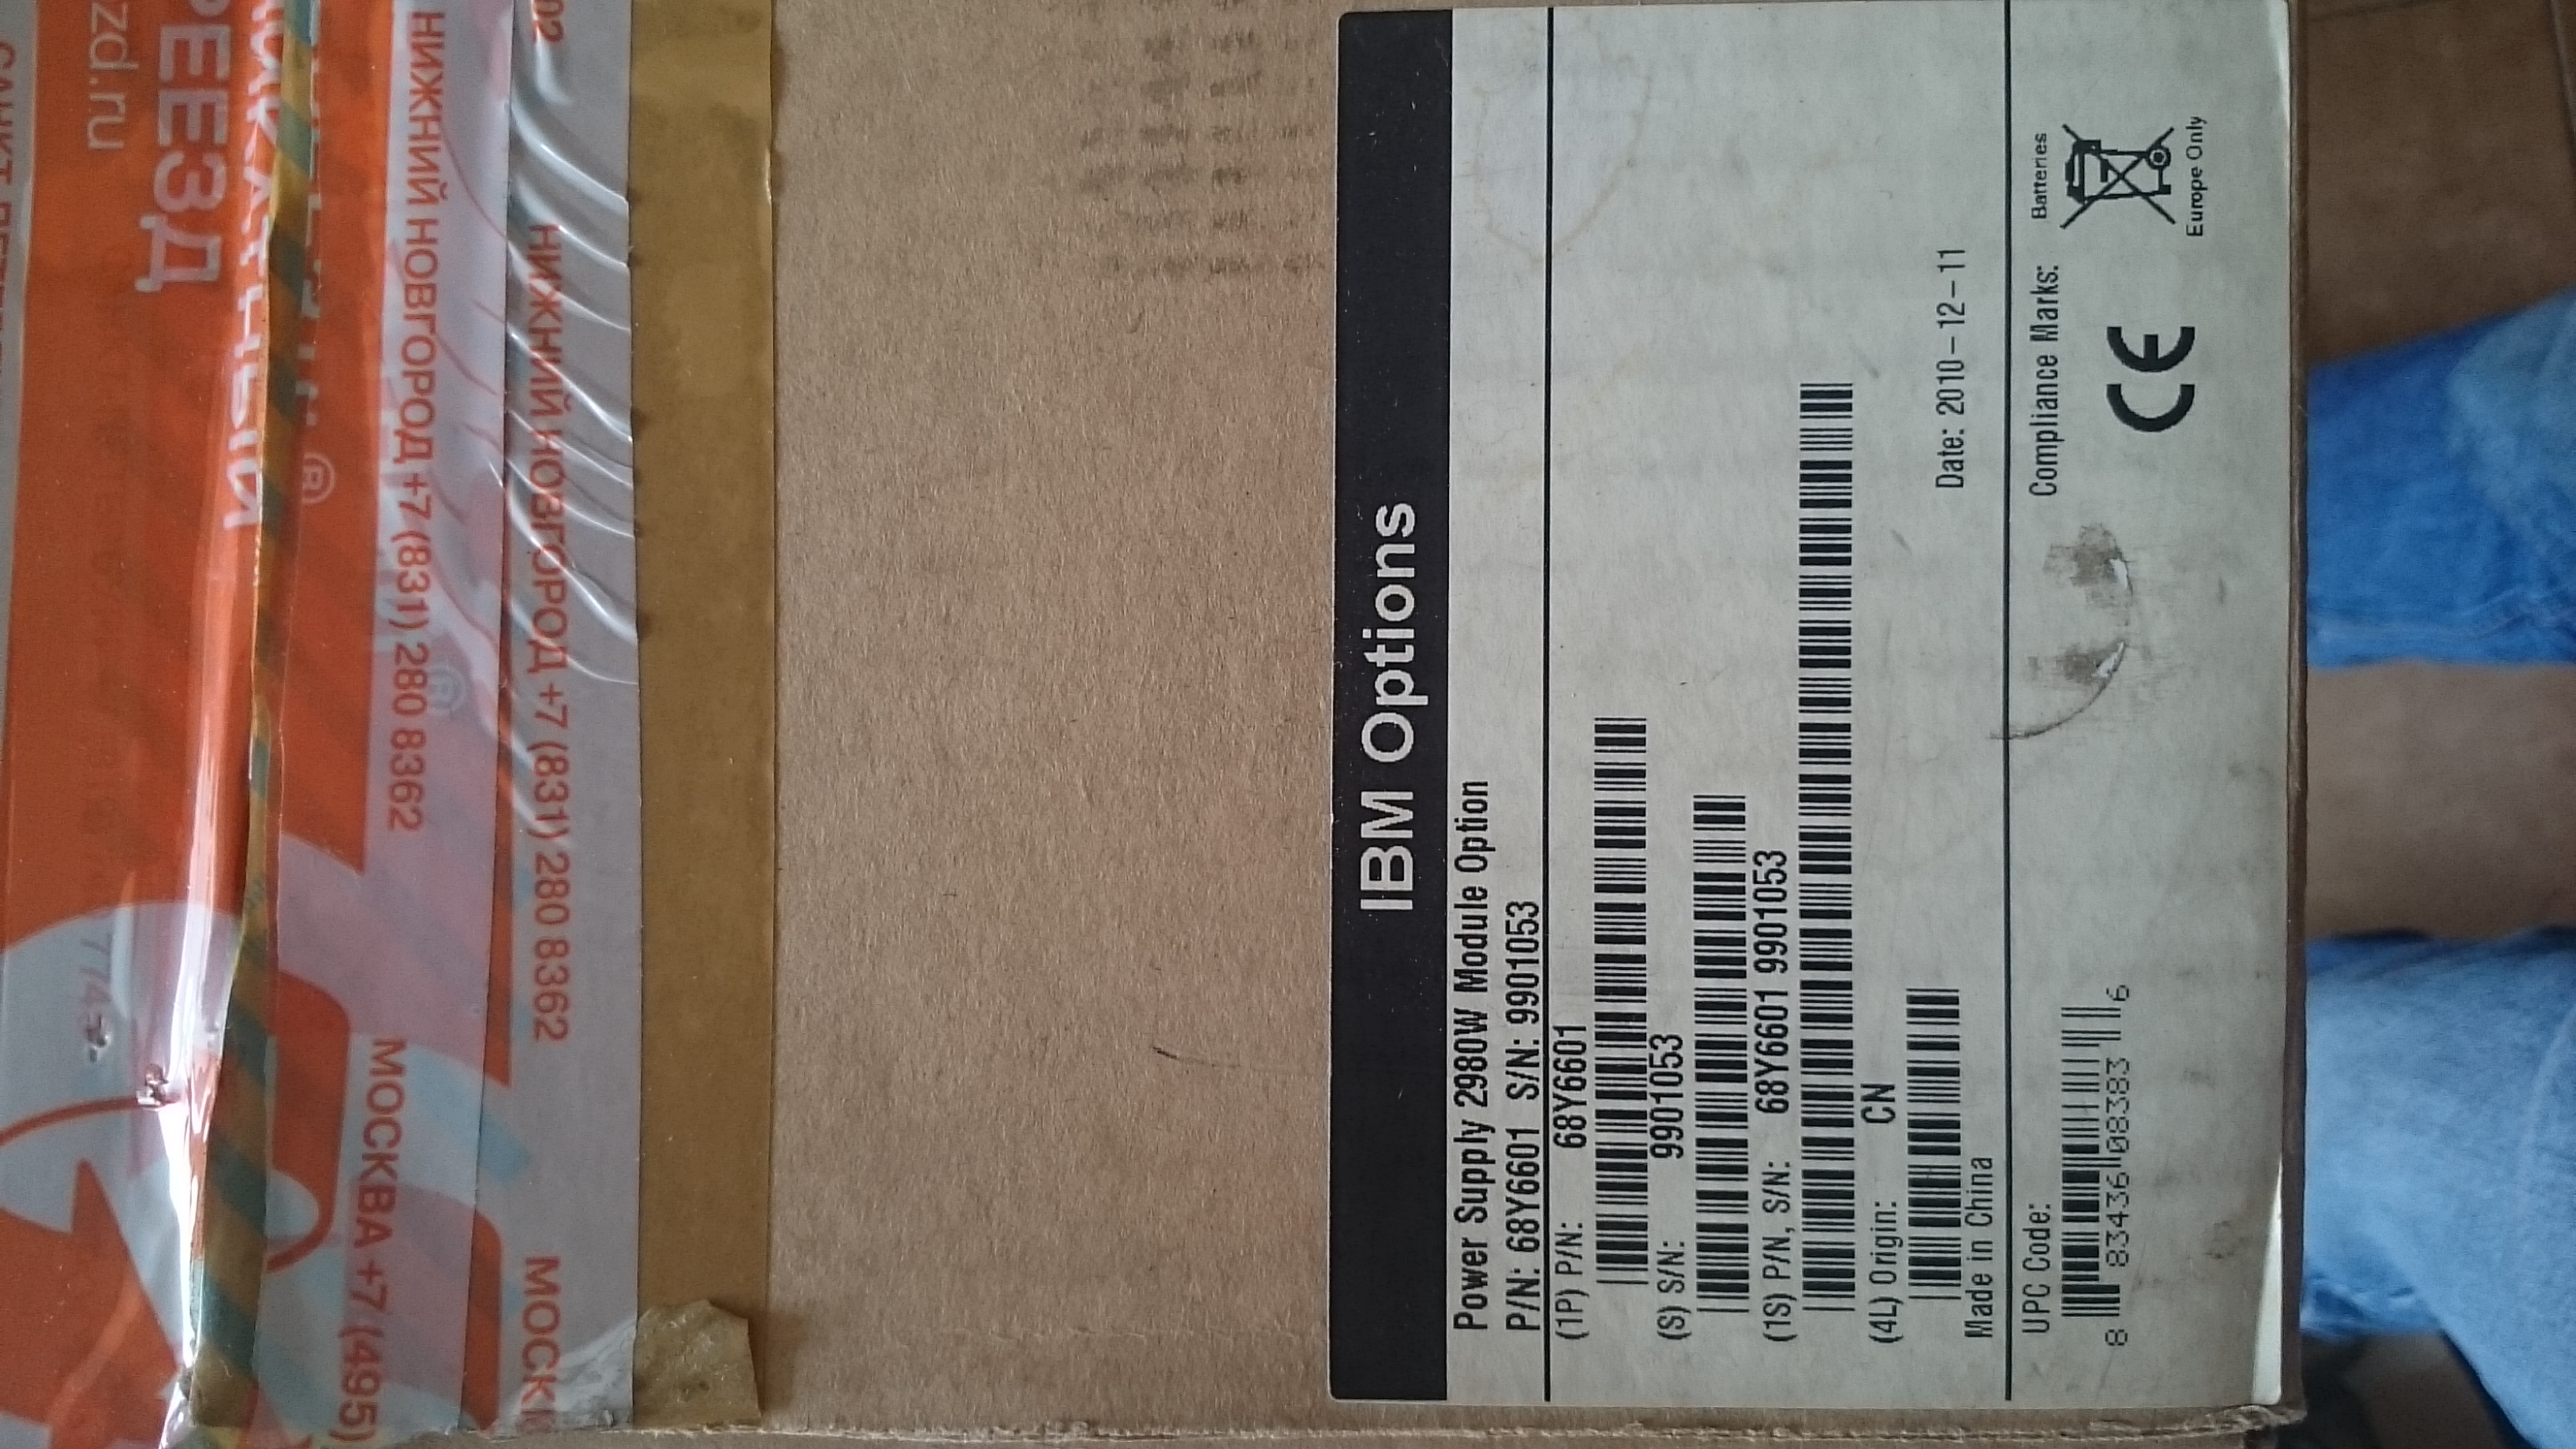 IBM Options
Power Supply 2980W Module Option
P/N: 68Y6601 S/N: 9901053
(1P) P/N: 68Y6601
(S) S/N: 9901053
(1S) P/N, S/N: 68Y6601 9901053
(4L) Origin: CN
Made in China
Date: 2010-12-11
UPC Code:
8 83436 08383 6
Compliance Marks:
CE
Batteries
Europe Only
zd.ru
РЕЕЗД
НИЖНИЙ НОВГОРОД +7 (831) 280 8362
МОСКВА +7 (495)
НИЖНИЙ НОВГОРОД +7 (831) 280 8362